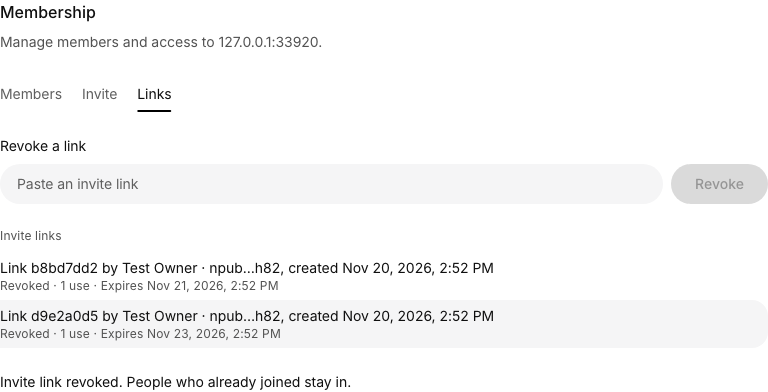 Membership
Manage members and access to 127.0.0.1:33920.
Members Invite Links
Revoke a link
Paste an invite link Revoke
Invite links
Link b8bd7dd2 by Test Owner · npub...h82, created Nov 20, 2026, 2:52 PM
Revoked · 1 use · Expires Nov 21, 2026, 2:52 PM
Link d9e2a0d5 by Test Owner · npub...h82, created Nov 20, 2026, 2:52 PM
Revoked · 1 use · Expires Nov 23, 2026, 2:52 PM
Invite link revoked. People who already joined stay in.